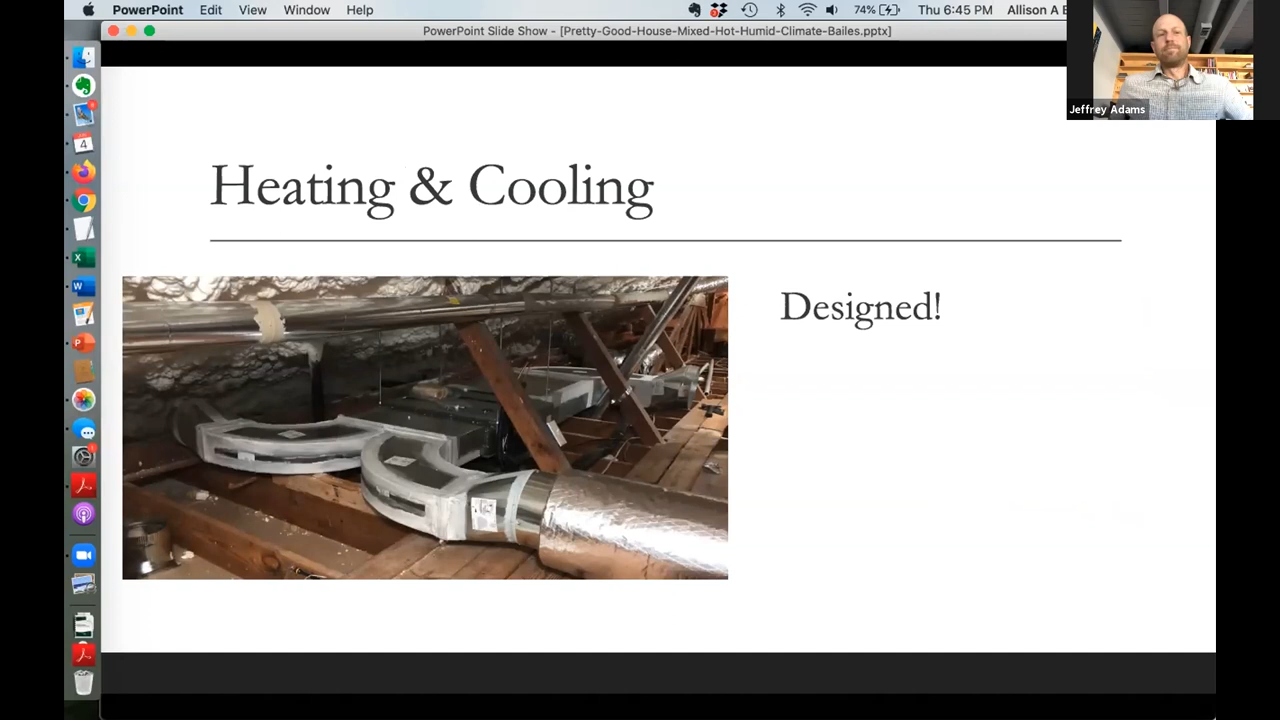 PowerPoint Edit View Window Help 74% Thu 6:45 PM Allison A
PowerPoint Slide Show - [Pretty-Good-House-Mixed-Hot-Humid-Climate-Bailes.pptx]
Jeffrey Adams
Heating & Cooling
Designed!